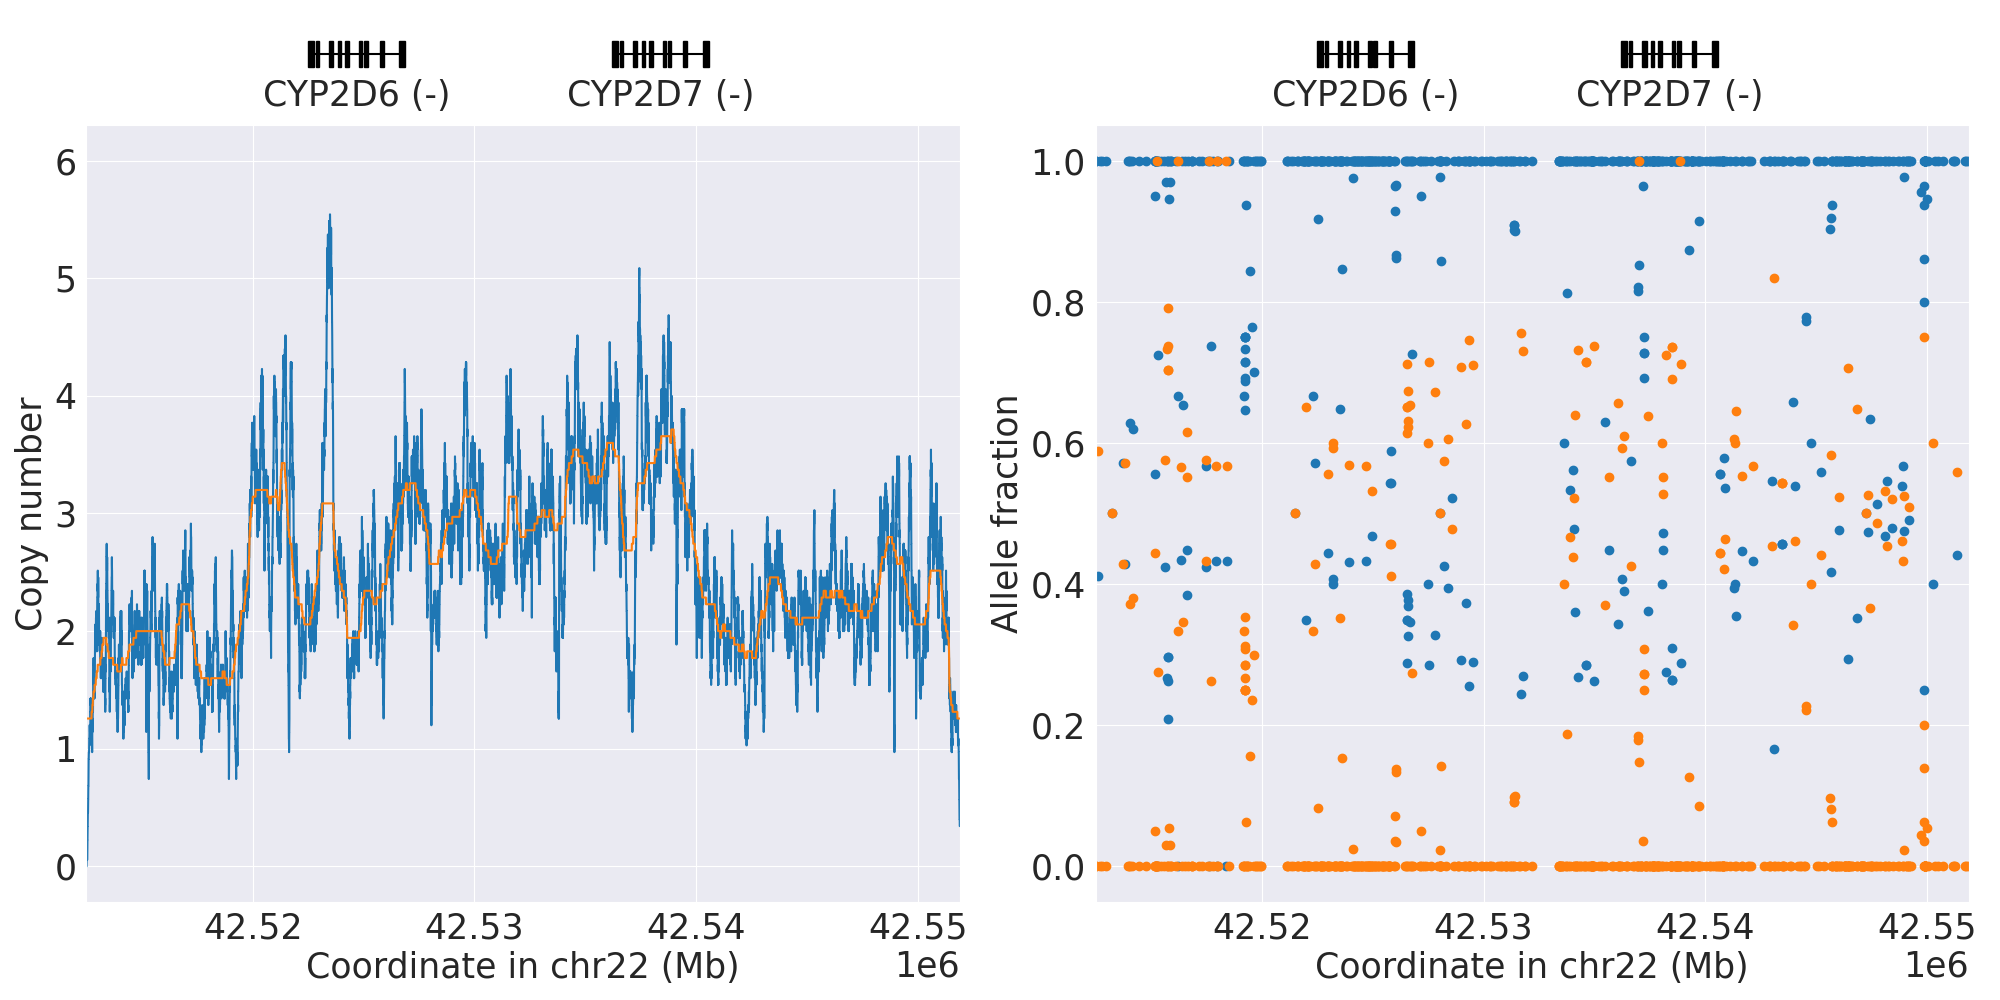 CYP2D6 (-) CYP2D7 (-)
6
5
4
3
2
1
0
Copy number
42.52 42.53 42.54 42.55
Coordinate in chr22 (Mb) 1e6
CYP2D6 (-) CYP2D7 (-)
1.0
0.8
0.6
0.4
0.2
0.0
Allele fraction
42.52 42.53 42.54 42.55
Coordinate in chr22 (Mb) 1e6